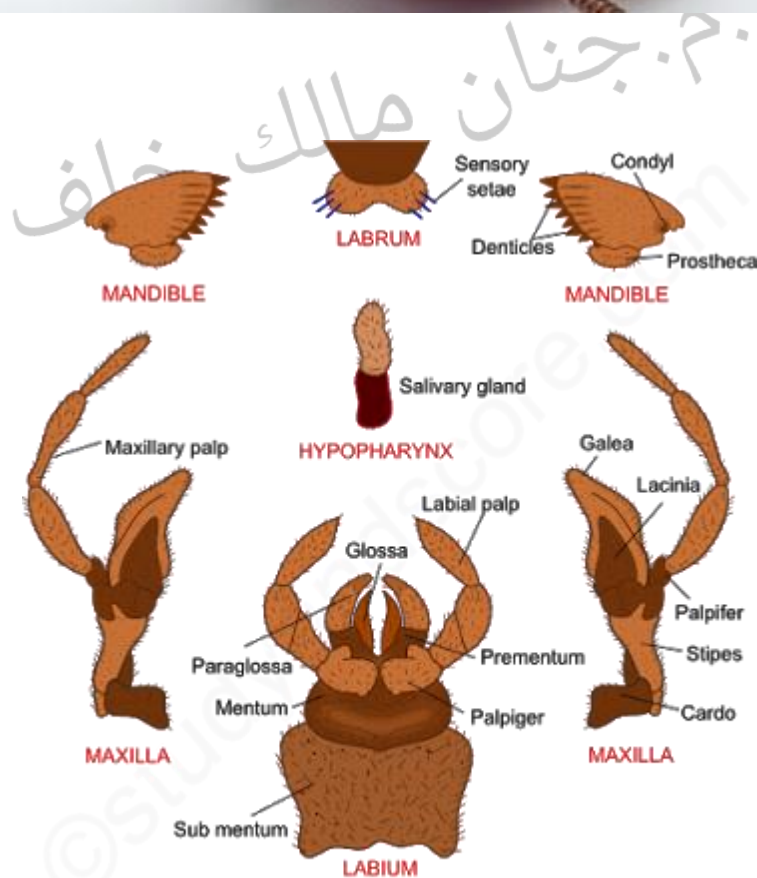 م.م.جنان مالك خلف
Sensory setae
Condyl
LABRUM
Denticles
Prostheca
MANDIBLE
MANDIBLE
Salivary gland
HYPOPHARYNX
Maxillary palp
Galea
Lacinia
Labial palp
Glossa
Palpifer
Paraglossa
Prementum
Stipes
Mentum
Palpiger
Cardo
MAXILLA
MAXILLA
Sub mentum
LABIUM